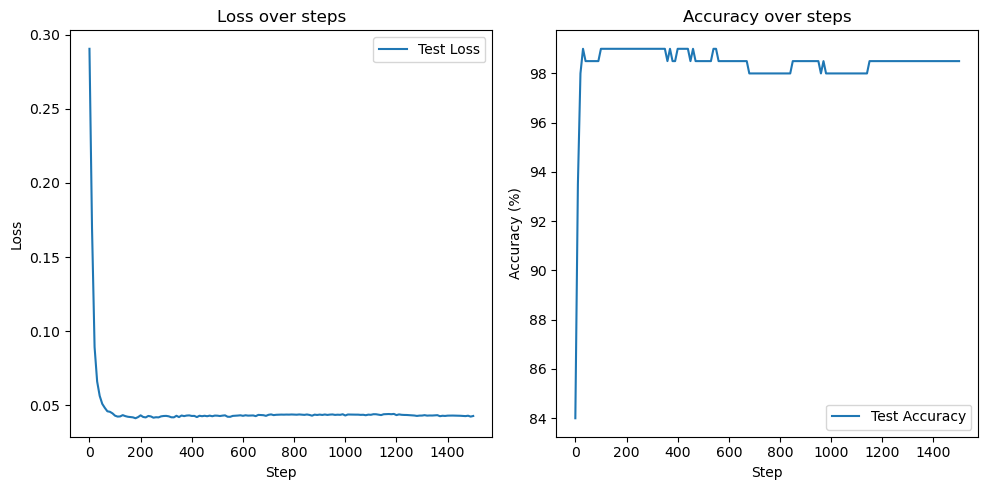 Loss over steps
0.30
0.25
0.20
0.15
0.10
0.05
Loss
0 200 400 600 800 1000 1200 1400
Step
Test Loss
Accuracy over steps
98
96
94
92
90
88
86
84
Accuracy (%)
0 200 400 600 800 1000 1200 1400
Step
Test Accuracy